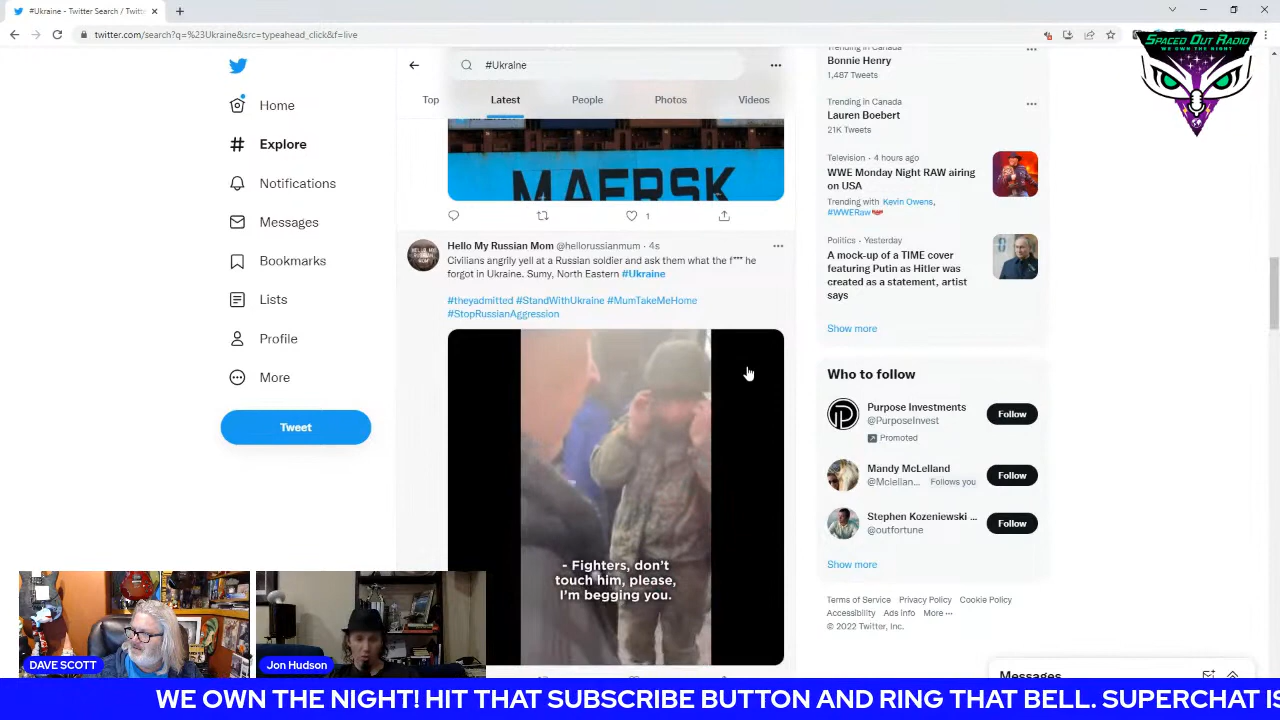 #Ukraine - Twitter Search / Twitt
twitter.com/search?q=%23Ukraine&src=typeahead_click&f=live
SPACED OUT RADIO
WE OWN THE NIGHT
Home
Explore
Notifications
Messages
Bookmarks
Lists
Profile
More
Tweet
#Ukraine
Top
Latest
People
Photos
Videos
MAERSK
1
Hello My Russian Mom @hellorussianmum · 4s
Civilians angrily yell at a Russian soldier and ask them what the f*** he
forgot in Ukraine. Sumy, North Eastern #Ukraine
#theyadmitted #StandWithUkraine #MumTakeMeHome
#StopRussianAggression
- Fighters, don't
touch him, please,
I'm begging you.
Trending in Canada
Bonnie Henry
1,487 Tweets
Trending in Canada
Lauren Boebert
21K Tweets
Television · 4 hours ago
WWE Monday Night RAW airing
on USA
Trending with Kevin Owens,
#WWERaw
Politics · Yesterday
A mock-up of a TIME cover
featuring Putin as Hitler was
created as a statement, artist
says
Show more
Who to follow
Purpose Investments
@PurposeInvest
Promoted
Follow
Mandy McLelland
@Mclellan... Follows you
Follow
Stephen Kozeniewski ...
@outfortune
Follow
Show more
Terms of Service Privacy Policy Cookie Policy
Accessibility Ads info More ···
© 2022 Twitter, Inc.
Messages
DAVE SCOTT
Jon Hudson
WE OWN THE NIGHT! HIT THAT SUBSCRIBE BUTTON AND RING THAT BELL. SUPERCHAT IS